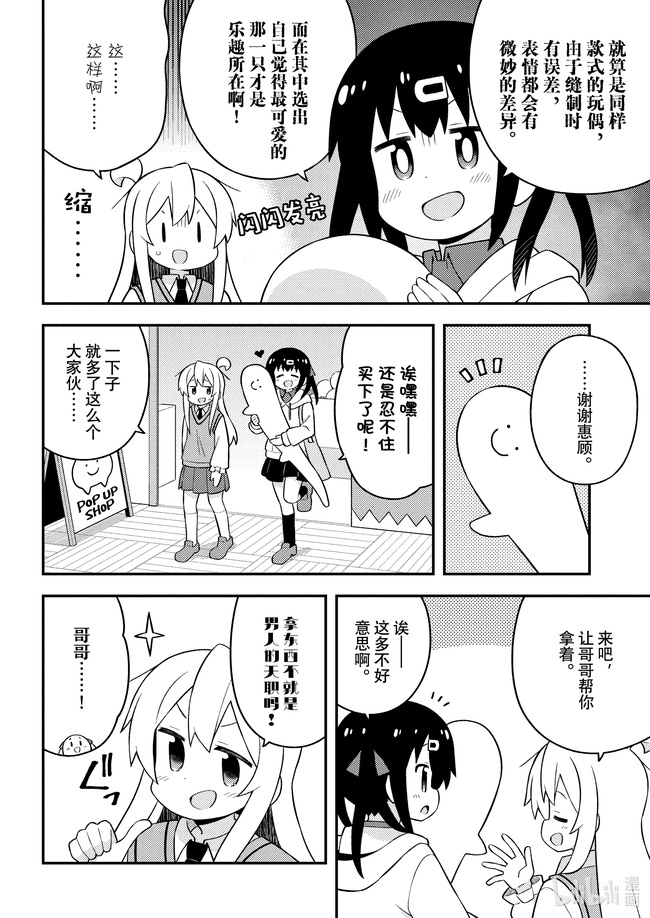 就算是同样
款式的玩偶，
由于缝制时
有误差，
表情都会有
微妙的差异。
而在其中选出
自己觉得最可爱的
那一只才是
乐趣所在啊！
闪闪发亮
这……
这样啊………
缩………
……谢谢惠顾。
诶嘿嘿——
还是忍不住
买下了呢！
一下子
就多了这么个
大家伙……
POP UP
SHOP
来吧，
让哥哥帮你
拿着。
诶——
这多不好
意思啊。
拿东西不就是
男人的天职吗！
哥哥……！
ビッ
bilibili
漫画